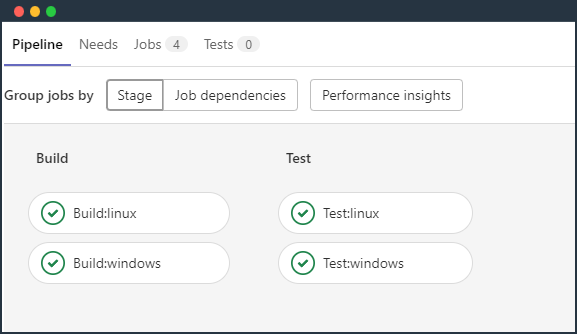 Pipeline Needs Jobs 4 Tests 0
Group jobs by Stage Job dependencies Performance insights
Build Test
Build:linux Test:linux
Build:windows Test:windows